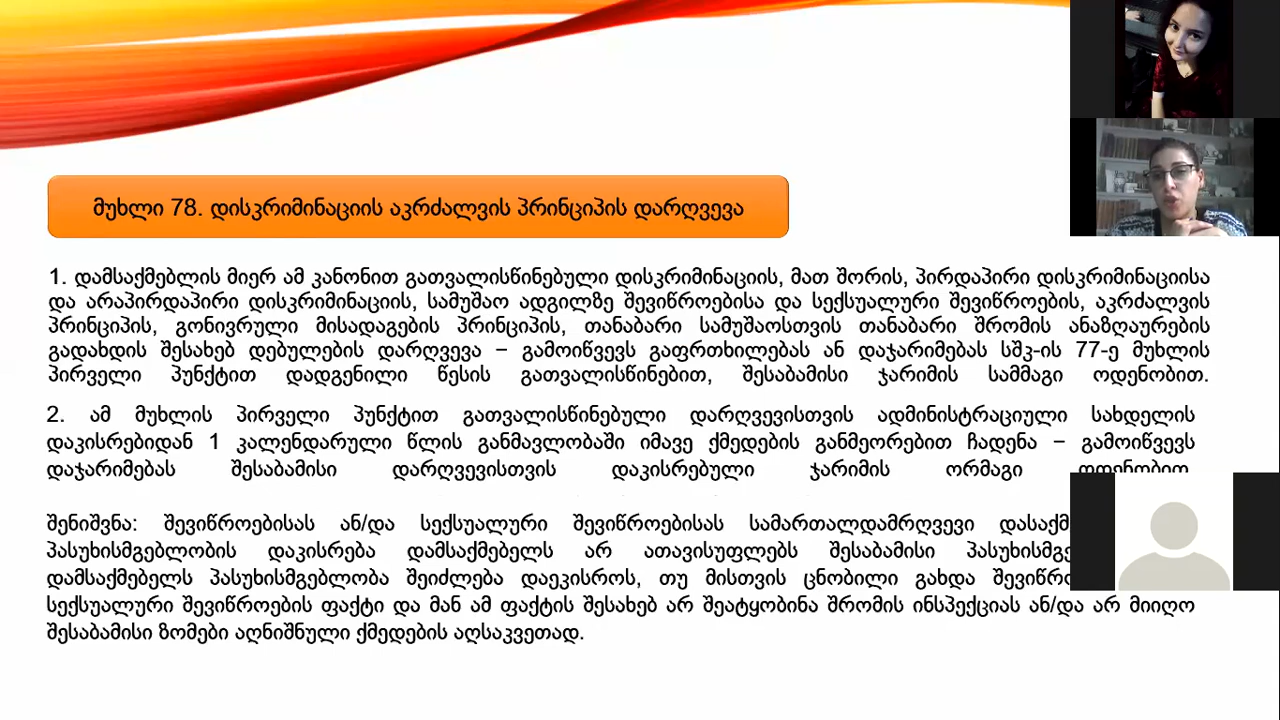 მუხლი 78. დისკრიმინაციის აკრძალვის პრინციპის დარღვევა
1. დამსაქმებლის მიერ ამ კანონით გათვალისწინებული დისკრიმინაციის, მათ შორის, პირდაპირი დისკრიმინაციისა
და არაპირდაპირი დისკრიმინაციის, სამუშაო ადგილზე შევიწროებისა და სექსუალური შევიწროების, აკრძალვის
პრინციპის, გონივრული მისადაგების პრინციპის, თანაბარი სამუშაოსთვის თანაბარი შრომის ანაზღაურების
გადახდის შესახებ დებულების დარღვევა – გამოიწვევს გაფრთხილებას ან დაჯარიმებას სშკ-ის 77-ე მუხლის
პირველი პუნქტით დადგენილი წესის გათვალისწინებით, შესაბამისი ჯარიმის სამმაგი ოდენობით.
2. ამ მუხლის პირველი პუნქტით გათვალისწინებული დარღვევისთვის ადმინისტრაციული სახდელის
დაკისრებიდან 1 კალენდარული წლის განმავლობაში იმავე ქმედების განმეორებით ჩადენა – გამოიწვევს
დაჯარიმებას შესაბამისი დარღვევისთვის დაკისრებული ჯარიმის ორმაგი ოდენობით.
შენიშვნა: შევიწროებისას ან/და სექსუალური შევიწროებისას სამართალდამრღვევი
პასუხისმგებლობის დაკისრება დამსაქმებელს არ ათავისუფლებს შესაბამისი
დამსაქმებელს პასუხისმგებლობა შეიძლება დაეკისროს, თუ მისთვის ცნობილი გახდა
სექსუალური შევიწროების ფაქტი და მან ამ ფაქტის შესახებ არ შეატყობინა შრომის ინსპექციას ან/და არ მიიღო
შესაბამისი ზომები აღნიშნული ქმედების აღსაკვეთად.